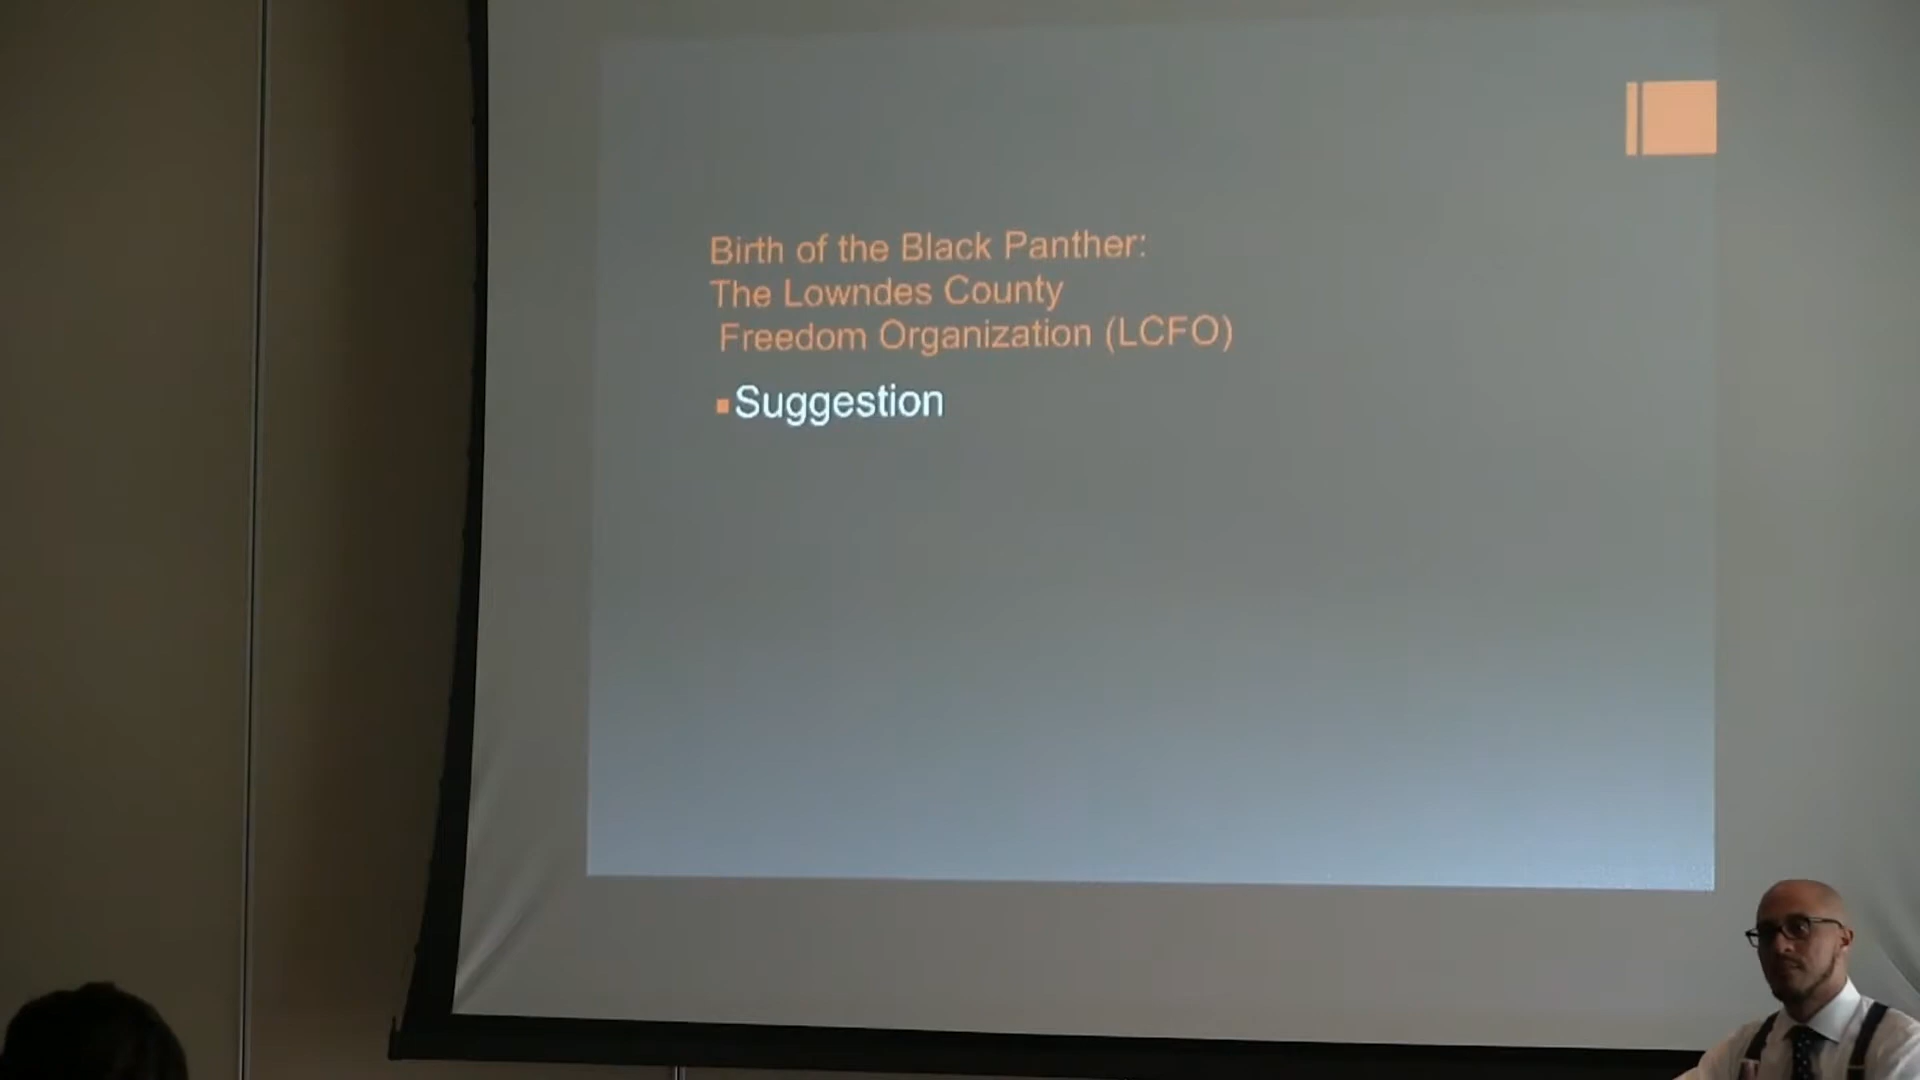 Birth of the Black Panther:
The Lowndes County
Freedom Organization (LCFO)
Suggestion